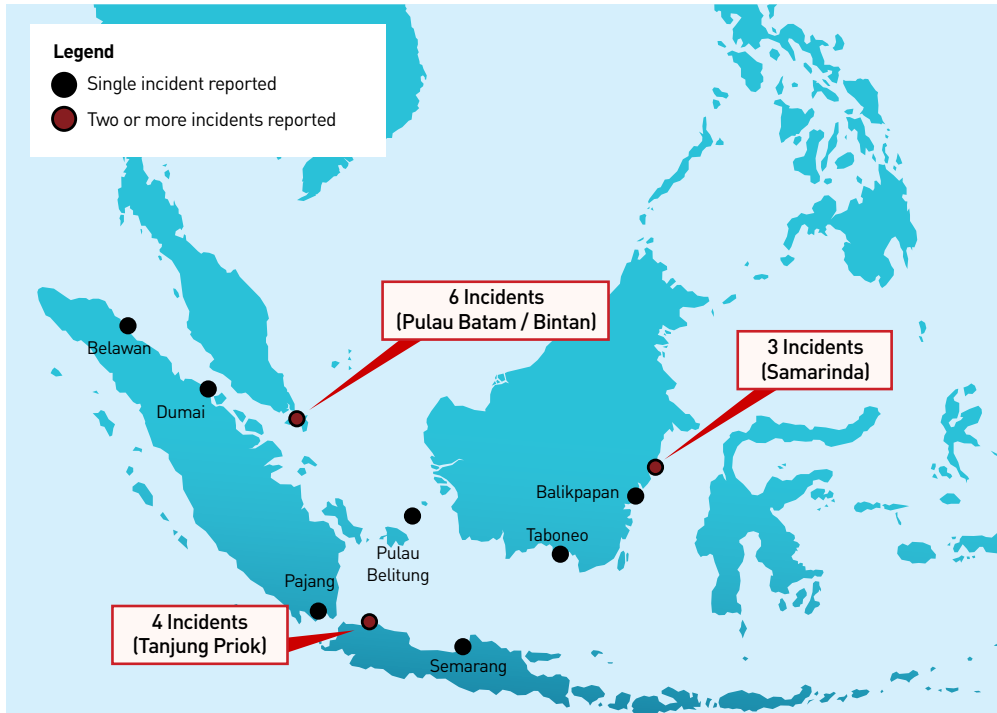 Legend
Single incident reported
Two or more incidents reported
6 Incidents
(Pulau Batam / Bintan)
3 Incidents
(Samarinda)
Belawan
Dumai
Balikpapan
Taboneo
Pulau
Belitung
Pajang
4 Incidents
(Tanjung Priok)
Semarang